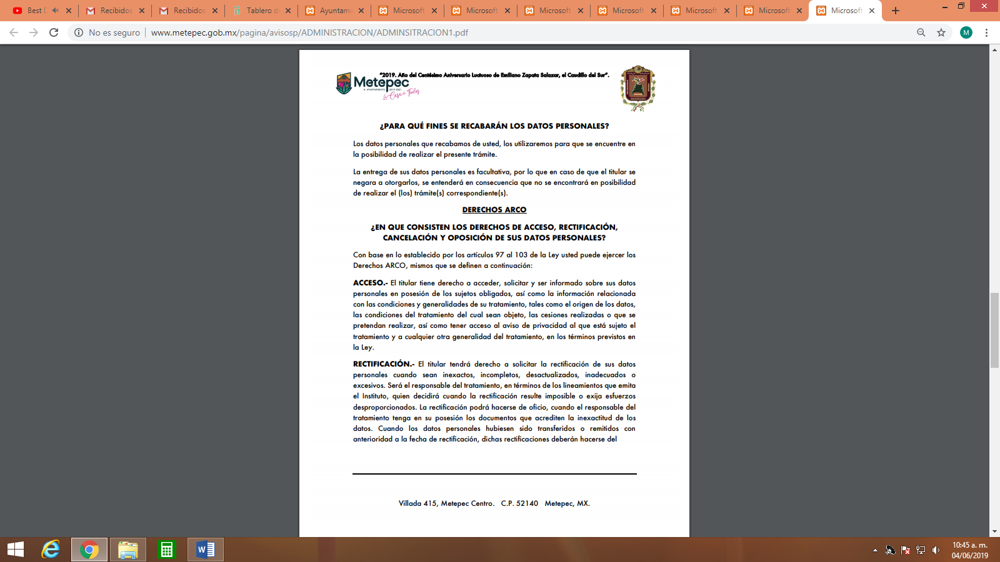 Best D
Recibidos
Recibidos
Tablero d
Ayuntami
Microsoft
Microsoft
Microsoft
Microsoft
Microsoft
Microsoft
Microsoft
No es seguro
www.metepec.gob.mx/pagina/avisosp/ADMINISTRACION/ADMINSITRACION1.pdf
M
"2019. Año del Centésimo Aniversario Luctuoso de Emiliano Zapata Salazar, el Caudillo del Sur".
Metepec
H. AYUNTAMIENTO 2019-2021
La Casa de Todos
¿PARA QUÉ FINES SE RECABARÁN LOS DATOS PERSONALES?
Los datos personales que recabamos de usted, los utilizaremos para que se encuentre en
la posibilidad de realizar el presente trámite.
La entrega de sus datos personales es facultativa, por lo que en caso de que el titular se
negara a otorgarlos, se entenderá en consecuencia que no se encontrará en posibilidad
de realizar el (los) trámite(s) correspondiente(s).
DERECHOS ARCO
¿EN QUE CONSISTEN LOS DERECHOS DE ACCESO, RECTIFICACIÓN,
CANCELACIÓN Y OPOSICIÓN DE SUS DATOS PERSONALES?
Con base en lo establecido por los artículos 97 al 103 de la Ley usted puede ejercer los
Derechos ARCO, mismos que se definen a continuación:
ACCESO.- El titular tiene derecho a acceder, solicitar y ser informado sobre sus datos
personales en posesión de los sujetos obligados, así como la información relacionada
con las condiciones y generalidades de su tratamiento, tales como el origen de los datos,
las condiciones del tratamiento del cual sean objeto, las cesiones realizadas o que se
pretendan realizar, así como tener acceso al aviso de privacidad al que está sujeto el
tratamiento y a cualquier otra generalidad del tratamiento, en los términos previstos en
la Ley.
RECTIFICACIÓN.- El titular tendrá derecho a solicitar la rectificación de sus datos
personales cuando sean inexactos, incompletos, desactualizados, inadecuados o
excesivos. Será el responsable del tratamiento, en términos de los lineamientos que emita
el Instituto, quien decidirá cuando la rectificación resulte imposible o exija esfuerzos
desproporcionados. La rectificación podrá hacerse de oficio, cuando el responsable del
tratamiento tenga en su posesión los documentos que acrediten la inexactitud de los
datos. Cuando los datos personales hubiesen sido transferidos o remitidos con
anterioridad a la fecha de rectificación, dichas rectificaciones deberán hacerse del
Villada 415, Metepec Centro. C.P. 52140 Metepec, MX.
10:45 a. m.
04/06/2019